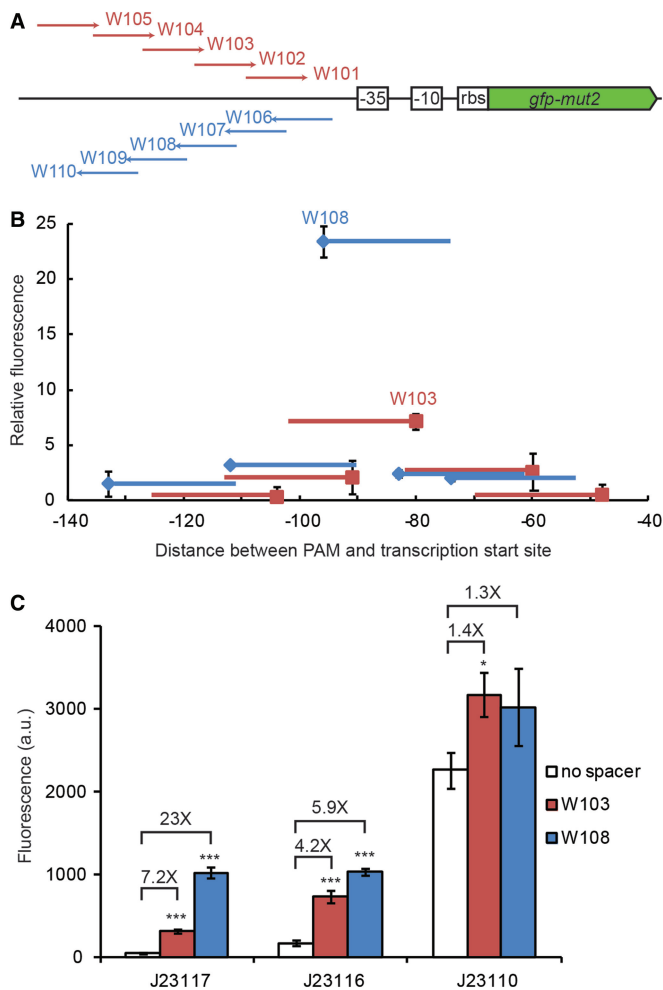 A
W105
W104
W103
W102
W101
-35
-10
rbs
gfp-mut2
W106
W107
W108
W109
W110
B
25
20
15
10
5
0
Relative fluorescence
W108
W103
-140
-120
-100
-80
-60
-40
Distance between PAM and transcription start site
C
4000
3000
2000
1000
0
Fluorescence (a.u.)
23X
7.2X
***
***
5.9X
4.2X
***
***
1.3X
1.4X
*
no spacer
W103
W108
J23117
J23116
J23110